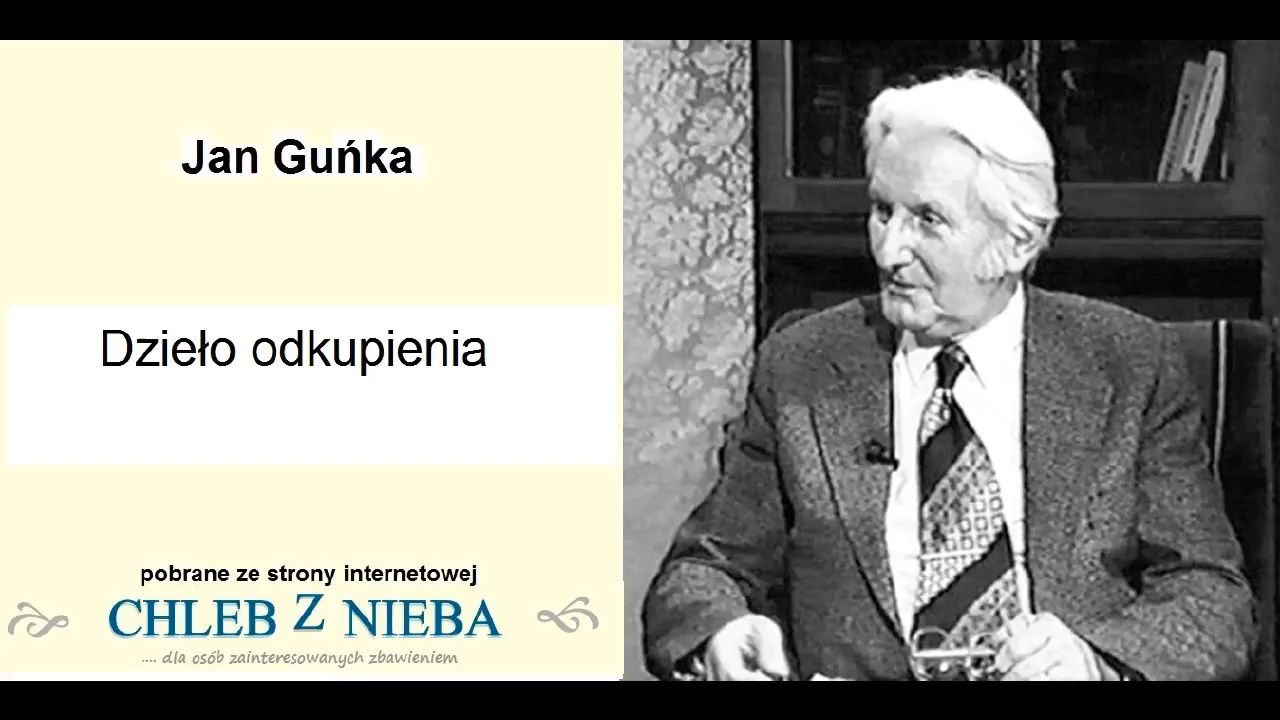 Jan Guńka
Dzieło odkupienia
pobrane ze strony internetowej
CHLEB Z NIEBA
.... dla osób zainteresowanych zbawieniem